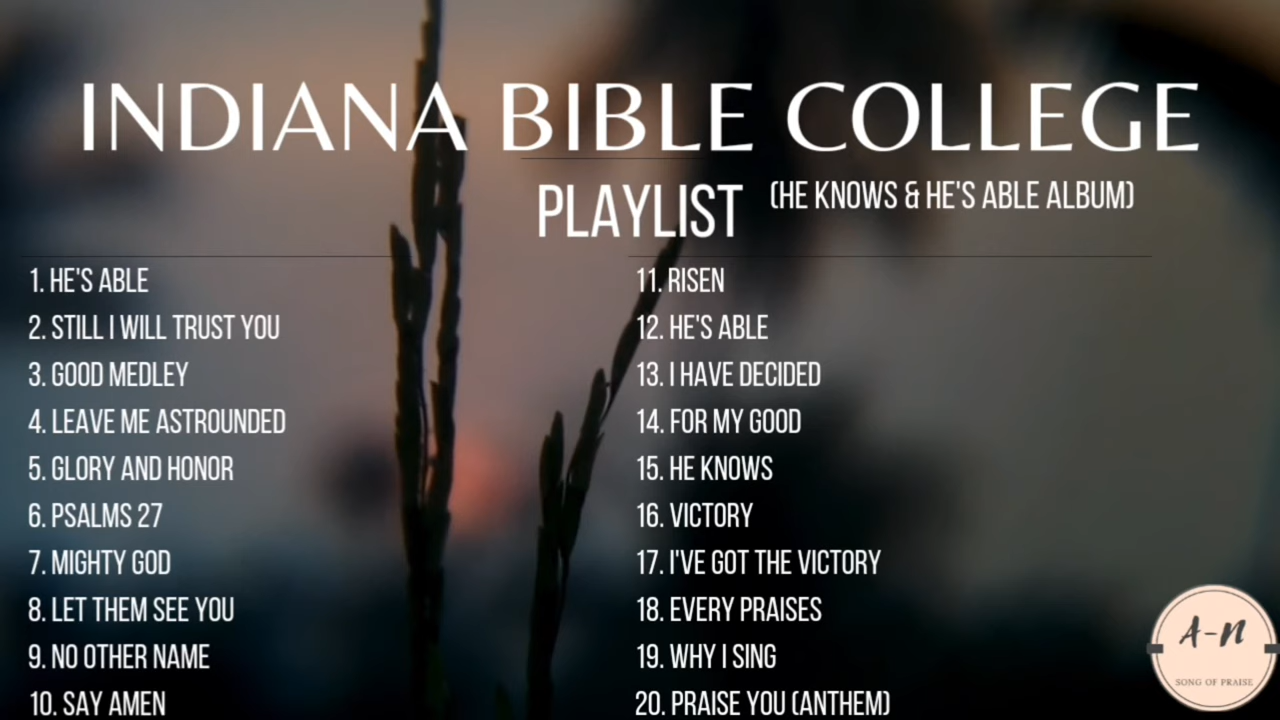 INDIANA BIBLE COLLEGE
PLAYLIST (HE KNOWS & HE'S ABLE ALBUM)
1. HE'S ABLE
2. STILL I WILL TRUST YOU
3. GOOD MEDLEY
4. LEAVE ME ASTROUNDED
5. GLORY AND HONOR
6. PSALMS 27
7. MIGHTY GOD
8. LET THEM SEE YOU
9. NO OTHER NAME
10. SAY AMEN
11. RISEN
12. HE'S ABLE
13. I HAVE DECIDED
14. FOR MY GOOD
15. HE KNOWS
16. VICTORY
17. I'VE GOT THE VICTORY
18. EVERY PRAISES
19. WHY I SING
20. PRAISE YOU (ANTHEM)
A-N
SONG OF PRAISE